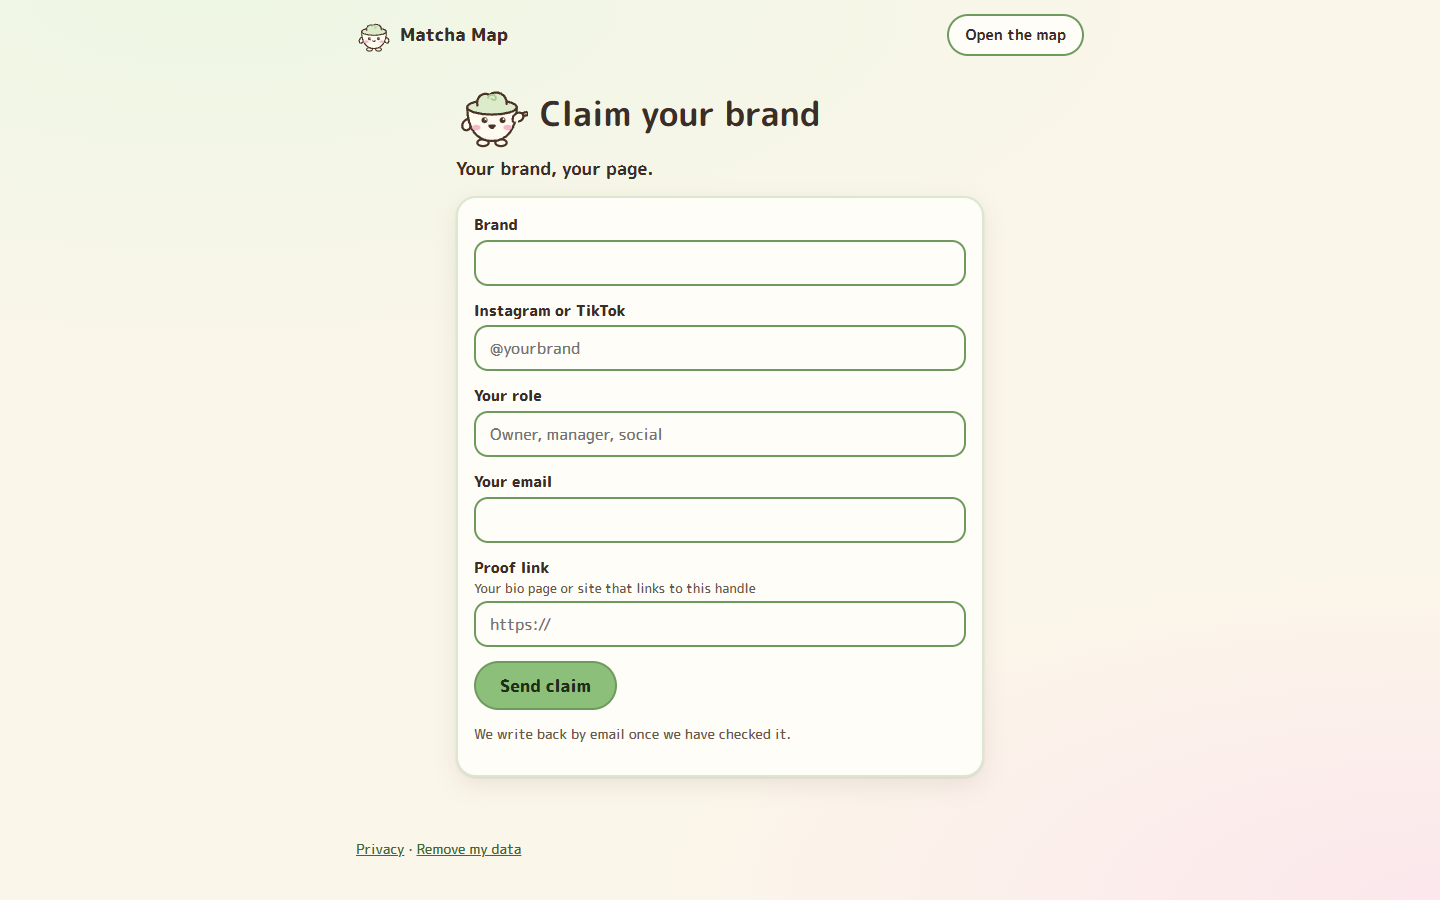 Matcha Map
Open the map
Claim your brand
Your brand, your page.
Brand
Instagram or TikTok
@yourbrand
Your role
Owner, manager, social
Your email
Proof link
Your bio page or site that links to this handle
https://
Send claim
We write back by email once we have checked it.
Privacy · Remove my data